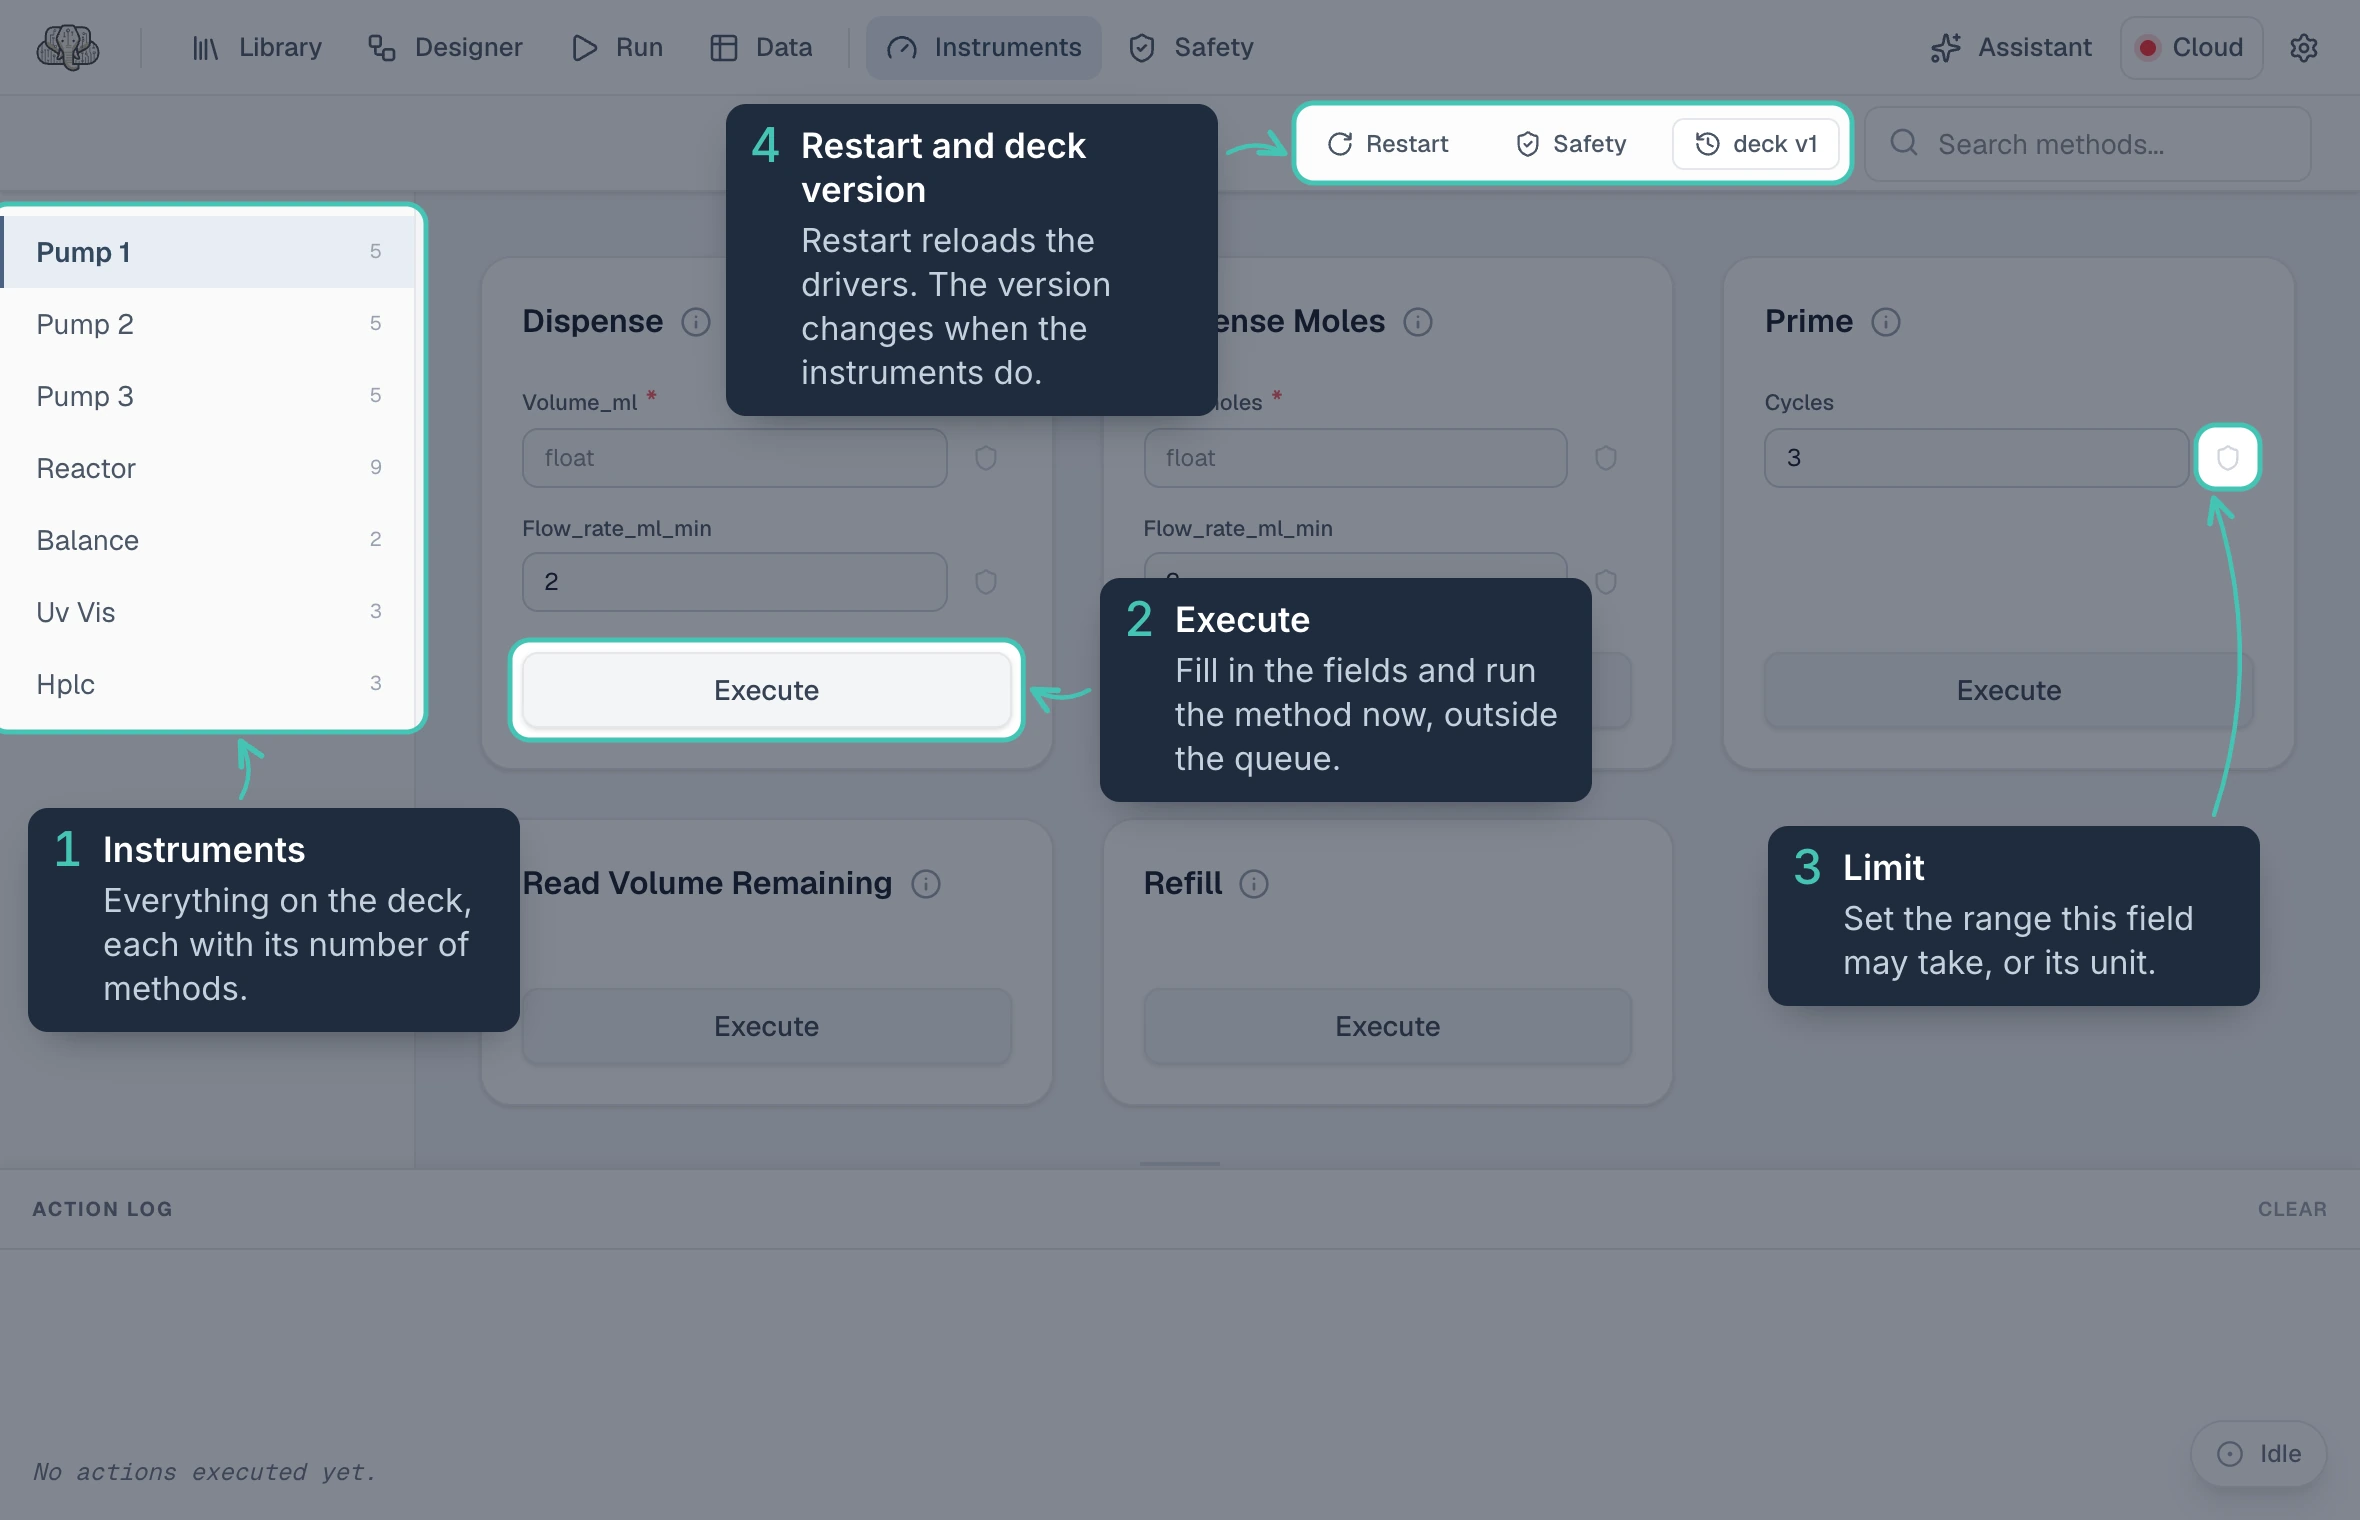 Library
Designer
Run
Data
Instruments
Safety
Assistant
Cloud
4 Restart and deck
version
Restart reloads the
drivers. The version
changes when the
instruments do.
Restart
Safety
deck v1
Search methods...
Pump 1 5
Pump 2 5
Pump 3 5
Reactor 9
Balance 2
Uv Vis 3
Hplc 3
Dispense
Volume_ml *
float
Flow_rate_ml_min
2
Execute
ense Moles
oles *
float
Flow_rate_ml_min
2 Execute
Fill in the fields and run
the method now, outside
the queue.
Prime
Cycles
3
Execute
1 Instruments
Everything on the deck,
each with its number of
methods.
Read Volume Remaining
Execute
Refill
Execute
3 Limit
Set the range this field
may take, or its unit.
ACTION LOG
CLEAR
No actions executed yet.
Idle